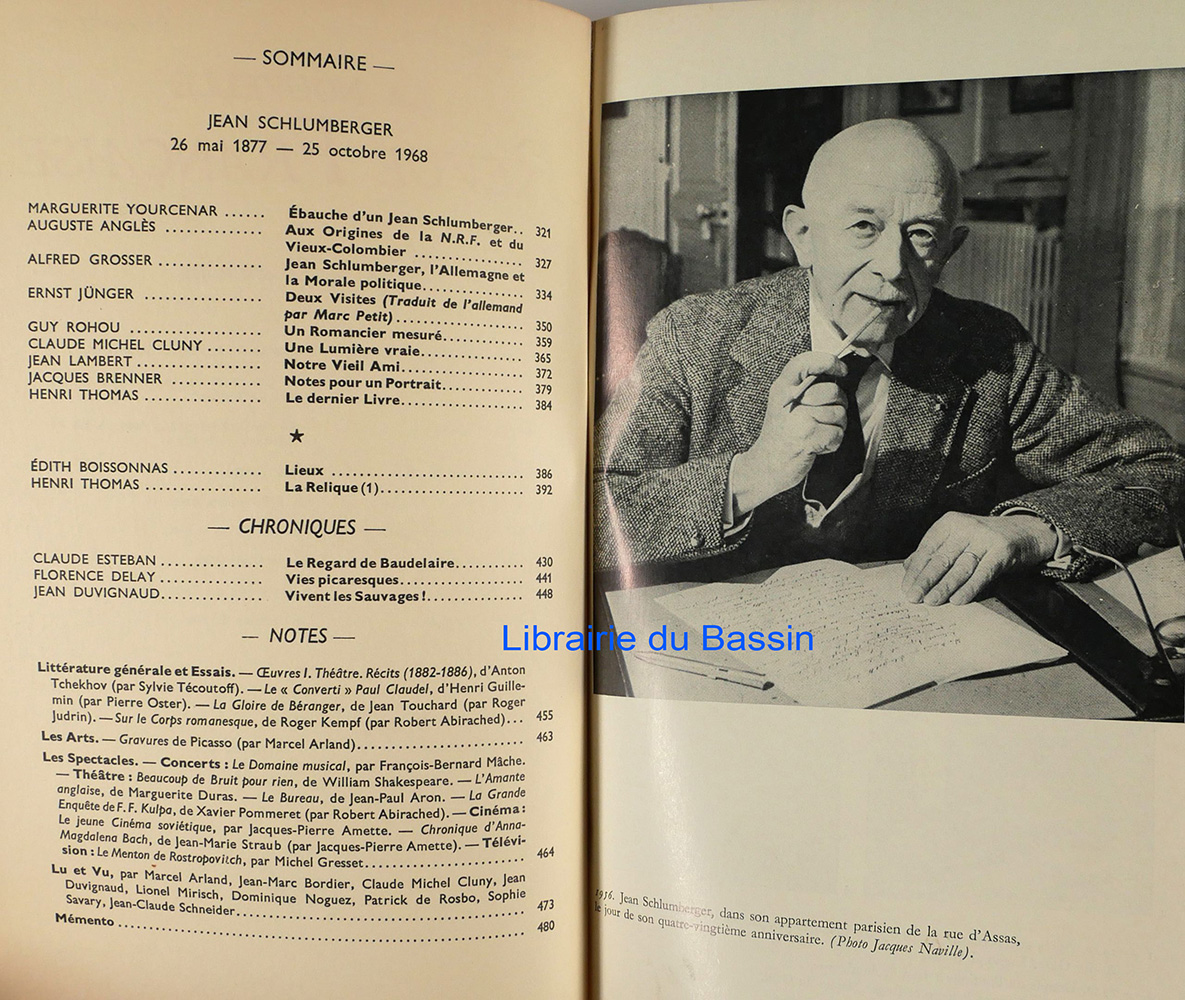 — SOMMAIRE —
JEAN SCHLUMBERGER
26 mai 1877 — 25 octobre 1968
MARGUERITE YOURCENAR ...... Ébauche d'un Jean Schlumberger.. 321
AUGUSTE ANGLÈS ............. Aux Origines de la N.R.F. et du
Vieux-Colombier ................ 327
ALFRED GROSSER .............. Jean Schlumberger, l'Allemagne et
la Morale politique............... 334
ERNST JÜNGER ............... Deux Visites (Traduit de l'allemand
par Marc Petit)................... 350
GUY ROHOU ................. Un Romancier mesuré............ 359
CLAUDE MICHEL CLUNY ........ Une Lumière vraie............... 365
JEAN LAMBERT ................ Notre Vieil Ami.................. 372
JACQUES BRENNER ............ Notes pour un Portrait............ 379
HENRI THOMAS ............... Le dernier Livre.................. 384
★
ÉDITH BOISSONNAS ............ Lieux ........................... 386
HENRI THOMAS ............... La Relique (1)..................... 392
— CHRONIQUES —
CLAUDE ESTEBAN ............. Le Regard de Baudelaire.......... 430
FLORENCE DELAY ............. Vies picaresques................. 441
JEAN DUVIGNAUD.............. Vivent les Sauvages !.............. 448
— NOTES —
Littérature générale et Essais. — Œuvres I. Théâtre. Récits (1882-1886), d'Anton
Tchekhov (par Sylvie Técoutoff). — Le « Converti » Paul Claudel, d'Henri Guille-
min (par Pierre Oster). — La Gloire de Béranger, de Jean Touchard (par Roger
Judrin). — Sur le Corps romanesque, de Roger Kempf (par Robert Abirached)... 455
Les Arts. — Gravures de Picasso (par Marcel Arland)......................... 463
Les Spectacles. — Concerts : Le Domaine musical, par François-Bernard Mâche.
— Théâtre : Beaucoup de Bruit pour rien, de William Shakespeare. — L'Amante
anglaise, de Marguerite Duras. — Le Bureau, de Jean-Paul Aron. — La Grande
Enquête de F. F. Kulpa, de Xavier Pommeret (par Robert Abirached). — Cinéma :
Le jeune Cinéma soviétique, par Jacques-Pierre Amette. — Chronique d'Anna-
Magdalena Bach, de Jean-Marie Straub (par Jacques-Pierre Amette). — Télévi-
sion : Le Menton de Rostropovitch, par Michel Gresset........................ 464
Lu et Vu, par Marcel Arland, Jean-Marc Bordier, Claude Michel Cluny, Jean
Duvignaud, Lionel Mirisch, Dominique Noguez, Patrick de Rosbo, Sophie
Savary, Jean-Claude Schneider............................................. 473
Mémento ............................................................. 480
Librairie du Bassin
1956. Jean Schlumberger, dans son appartement parisien de la rue d'Assas,
le jour de son quatre-vingtième anniversaire. (Photo Jacques Naville).